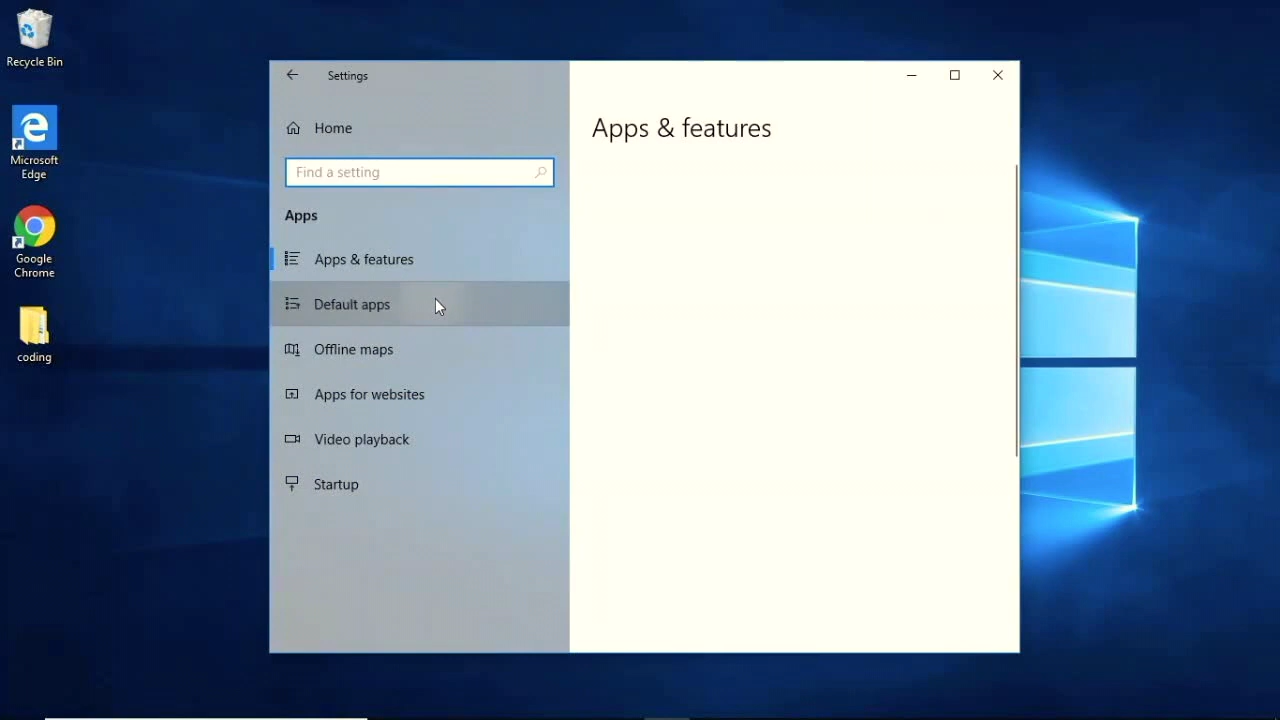 Recycle Bin
Microsoft
Edge
Google
Chrome
coding
Settings
Home
Find a setting
Apps
Apps & features
Default apps
Offline maps
Apps for websites
Video playback
Startup
Apps & features